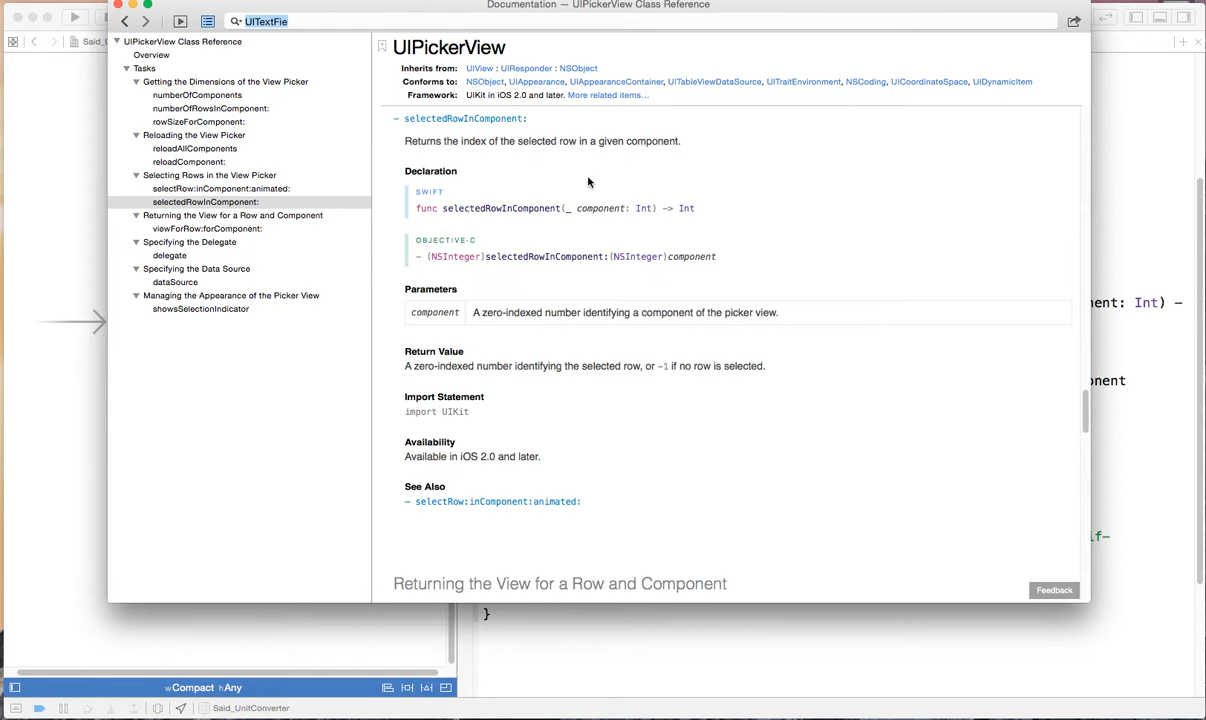 Documentation — UIPickerView Class Reference
UITextFie
Said_U
UIPickerView Class Reference
Overview
Tasks
Getting the Dimensions of the View Picker
numberOfComponents
numberOfRowsInComponent:
rowSizeForComponent:
Reloading the View Picker
reloadAllComponents
reloadComponent:
Selecting Rows in the View Picker
selectRow:inComponent:animated:
selectedRowInComponent:
Returning the View for a Row and Component
viewForRow:forComponent:
Specifying the Delegate
delegate
Specifying the Data Source
dataSource
Managing the Appearance of the Picker View
showsSelectionIndicator
UIPickerView
Inherits from: UIView : UIResponder : NSObject
Conforms to: NSObject, UIAppearance, UIAppearanceContainer, UITableViewDataSource, UITraitEnvironment, NSCoding, UICoordinateSpace, UIDynamicItem
Framework: UIKit in iOS 2.0 and later. More related items...
– selectedRowInComponent:
Returns the index of the selected row in a given component.
Declaration
SWIFT
func selectedRowInComponent(_ component: Int) -> Int
OBJECTIVE-C
– (NSInteger)selectedRowInComponent:(NSInteger)component
Parameters
component A zero-indexed number identifying a component of the picker view.
Return Value
A zero-indexed number identifying the selected row, or -1 if no row is selected.
Import Statement
import UIKit
Availability
Available in iOS 2.0 and later.
See Also
– selectRow:inComponent:animated:
Returning the View for a Row and Component
Feedback
nent: Int) –
onent
if–
}
wCompact hAny
Said_UnitConverter